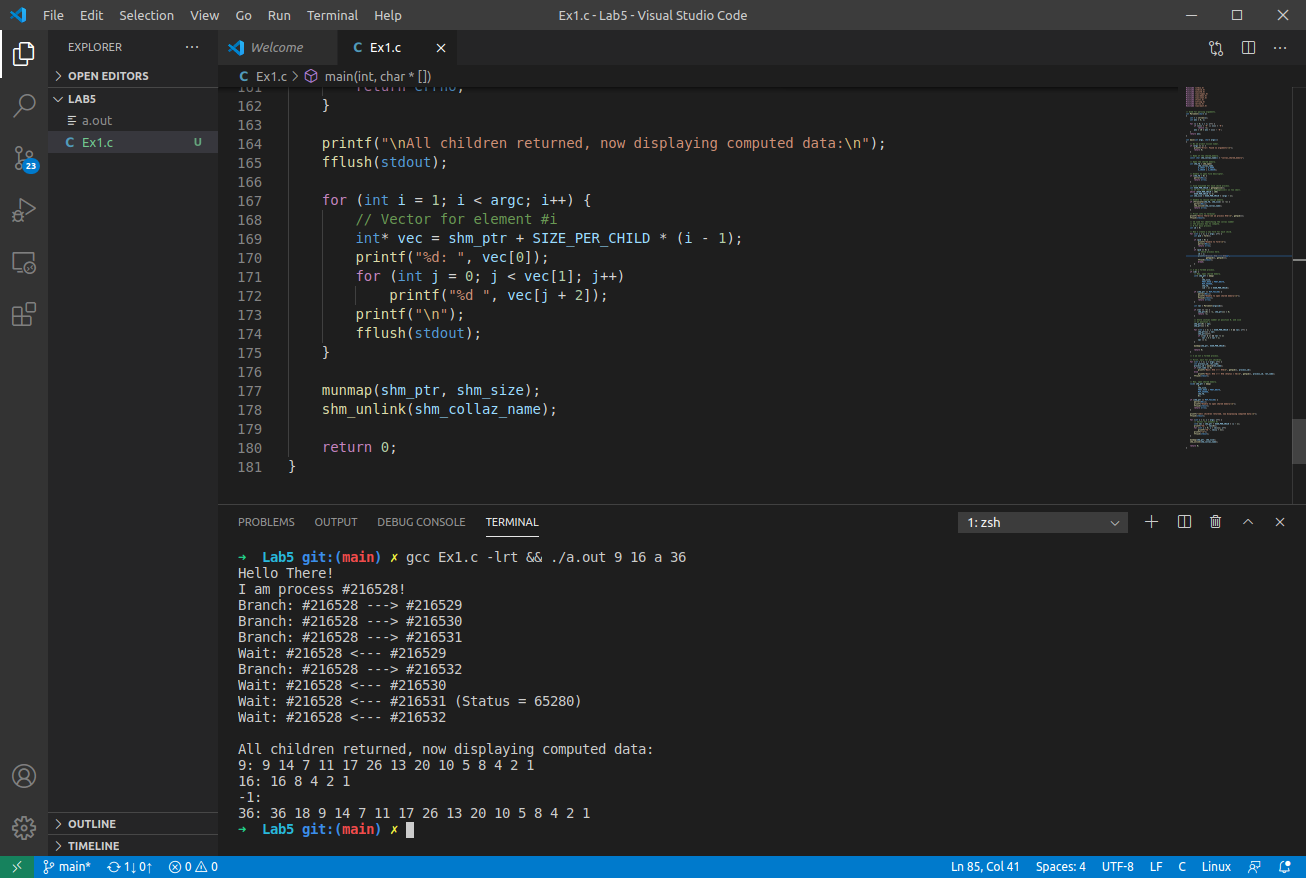 File Edit Selection View Go Run Terminal Help
Ex1.c - Lab5 - Visual Studio Code
EXPLORER
OPEN EDITORS
LAB5
a.out
C Ex1.c U
23
OUTLINE
TIMELINE
Welcome
C Ex1.c
C Ex1.c > main(int, char * [])
161 return errno;
162 }
163
164 printf("\nAll children returned, now displaying computed data:\n");
165 fflush(stdout);
166
167 for (int i = 1; i < argc; i++) {
168 // Vector for element #i
169 int* vec = shm_ptr + SIZE_PER_CHILD * (i - 1);
170 printf("%d: ", vec[0]);
171 for (int j = 0; j < vec[1]; j++)
172 printf("%d ", vec[j + 2]);
173 printf("\n");
174 fflush(stdout);
175 }
176
177 munmap(shm_ptr, shm_size);
178 shm_unlink(shm_collaz_name);
179
180 return 0;
181 }
PROBLEMS OUTPUT DEBUG CONSOLE TERMINAL
1: zsh
➜ Lab5 git:(main) ✗ gcc Ex1.c -lrt && ./a.out 9 16 a 36
Hello There!
I am process #216528!
Branch: #216528 ---> #216529
Branch: #216528 ---> #216530
Branch: #216528 ---> #216531
Wait: #216528 <--- #216529
Branch: #216528 ---> #216532
Wait: #216528 <--- #216530
Wait: #216528 <--- #216531 (Status = 65280)
Wait: #216528 <--- #216532
All children returned, now displaying computed data:
9: 9 14 7 11 17 26 13 20 10 5 8 4 2 1
16: 16 8 4 2 1
-1:
36: 36 18 9 14 7 11 17 26 13 20 10 5 8 4 2 1
➜ Lab5 git:(main) ✗
main* 1↓ 0↑ 0 0
Ln 85, Col 41 Spaces: 4 UTF-8 LF C Linux